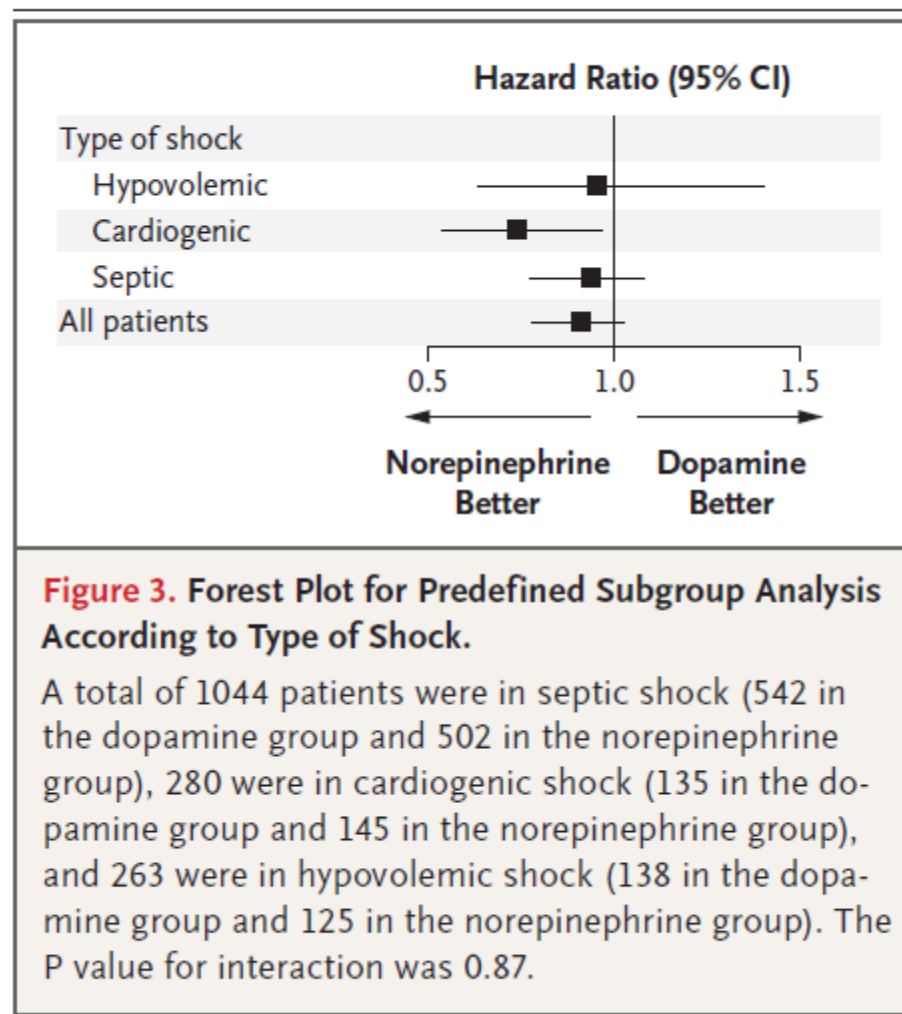 Hazard Ratio (95% CI)
Type of shock
Hypovolemic
Cardiogenic
Septic
All patients
0.5 1.0 1.5
Norepinephrine Better
Dopamine Better
Figure 3. Forest Plot for Predefined Subgroup Analysis
According to Type of Shock.
A total of 1044 patients were in septic shock (542 in
the dopamine group and 502 in the norepinephrine
group), 280 were in cardiogenic shock (135 in the do-
pamine group and 145 in the norepinephrine group),
and 263 were in hypovolemic shock (138 in the dopa-
mine group and 125 in the norepinephrine group). The
P value for interaction was 0.87.